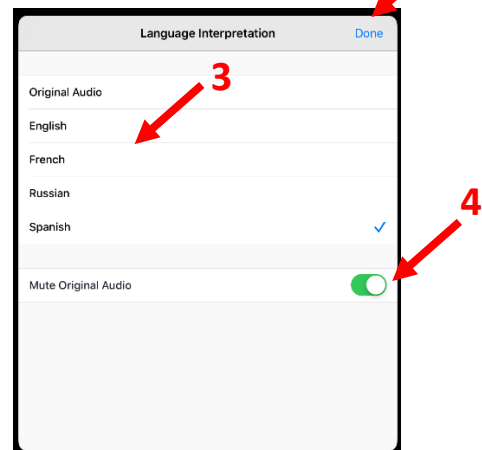 Language Interpretation Done
3
Original Audio
English
French
Russian
Spanish
4
Mute Original Audio